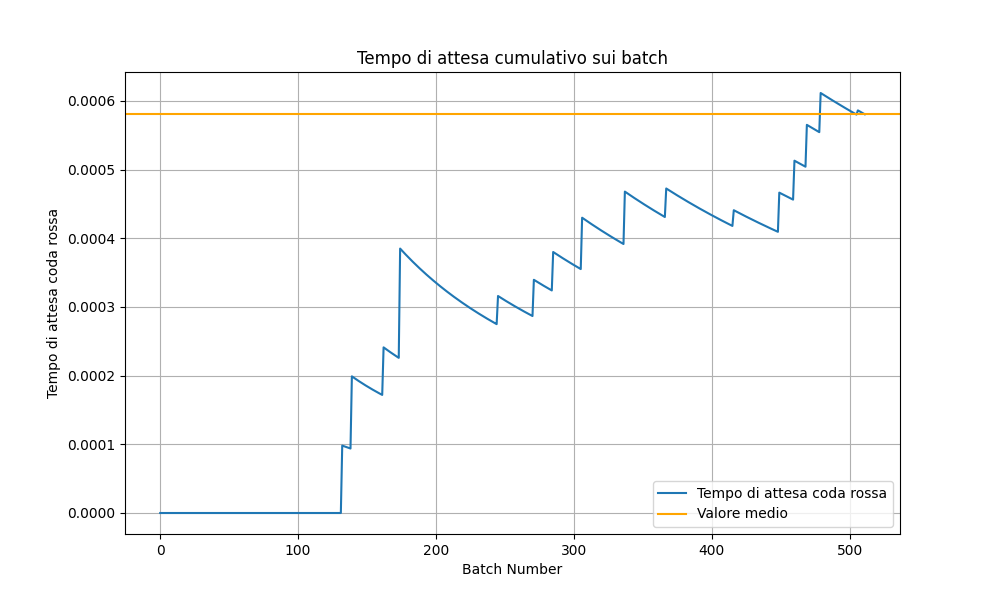 Tempo di attesa cumulativo sui batch
Tempo di attesa coda rossa
0.0006
0.0005
0.0004
0.0003
0.0002
0.0001
0.0000
Tempo di attesa coda rossa
Valore medio
0 100 200 300 400 500
Batch Number